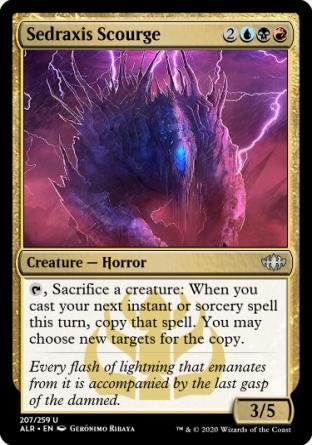 Sedraxis Scourge 2
Creature — Horror
, Sacrifice a creature: When you
cast your next instant or sorcery spell
this turn, copy that spell. You may
choose new targets for the copy.
Every flash of lightning that emanates
from it is accompanied by the last gasp
of the damned.
3/5
207/259 U
ALR • EN GERÓNIMO RIBAYA ™ & © 2020 Wizards of the Coast